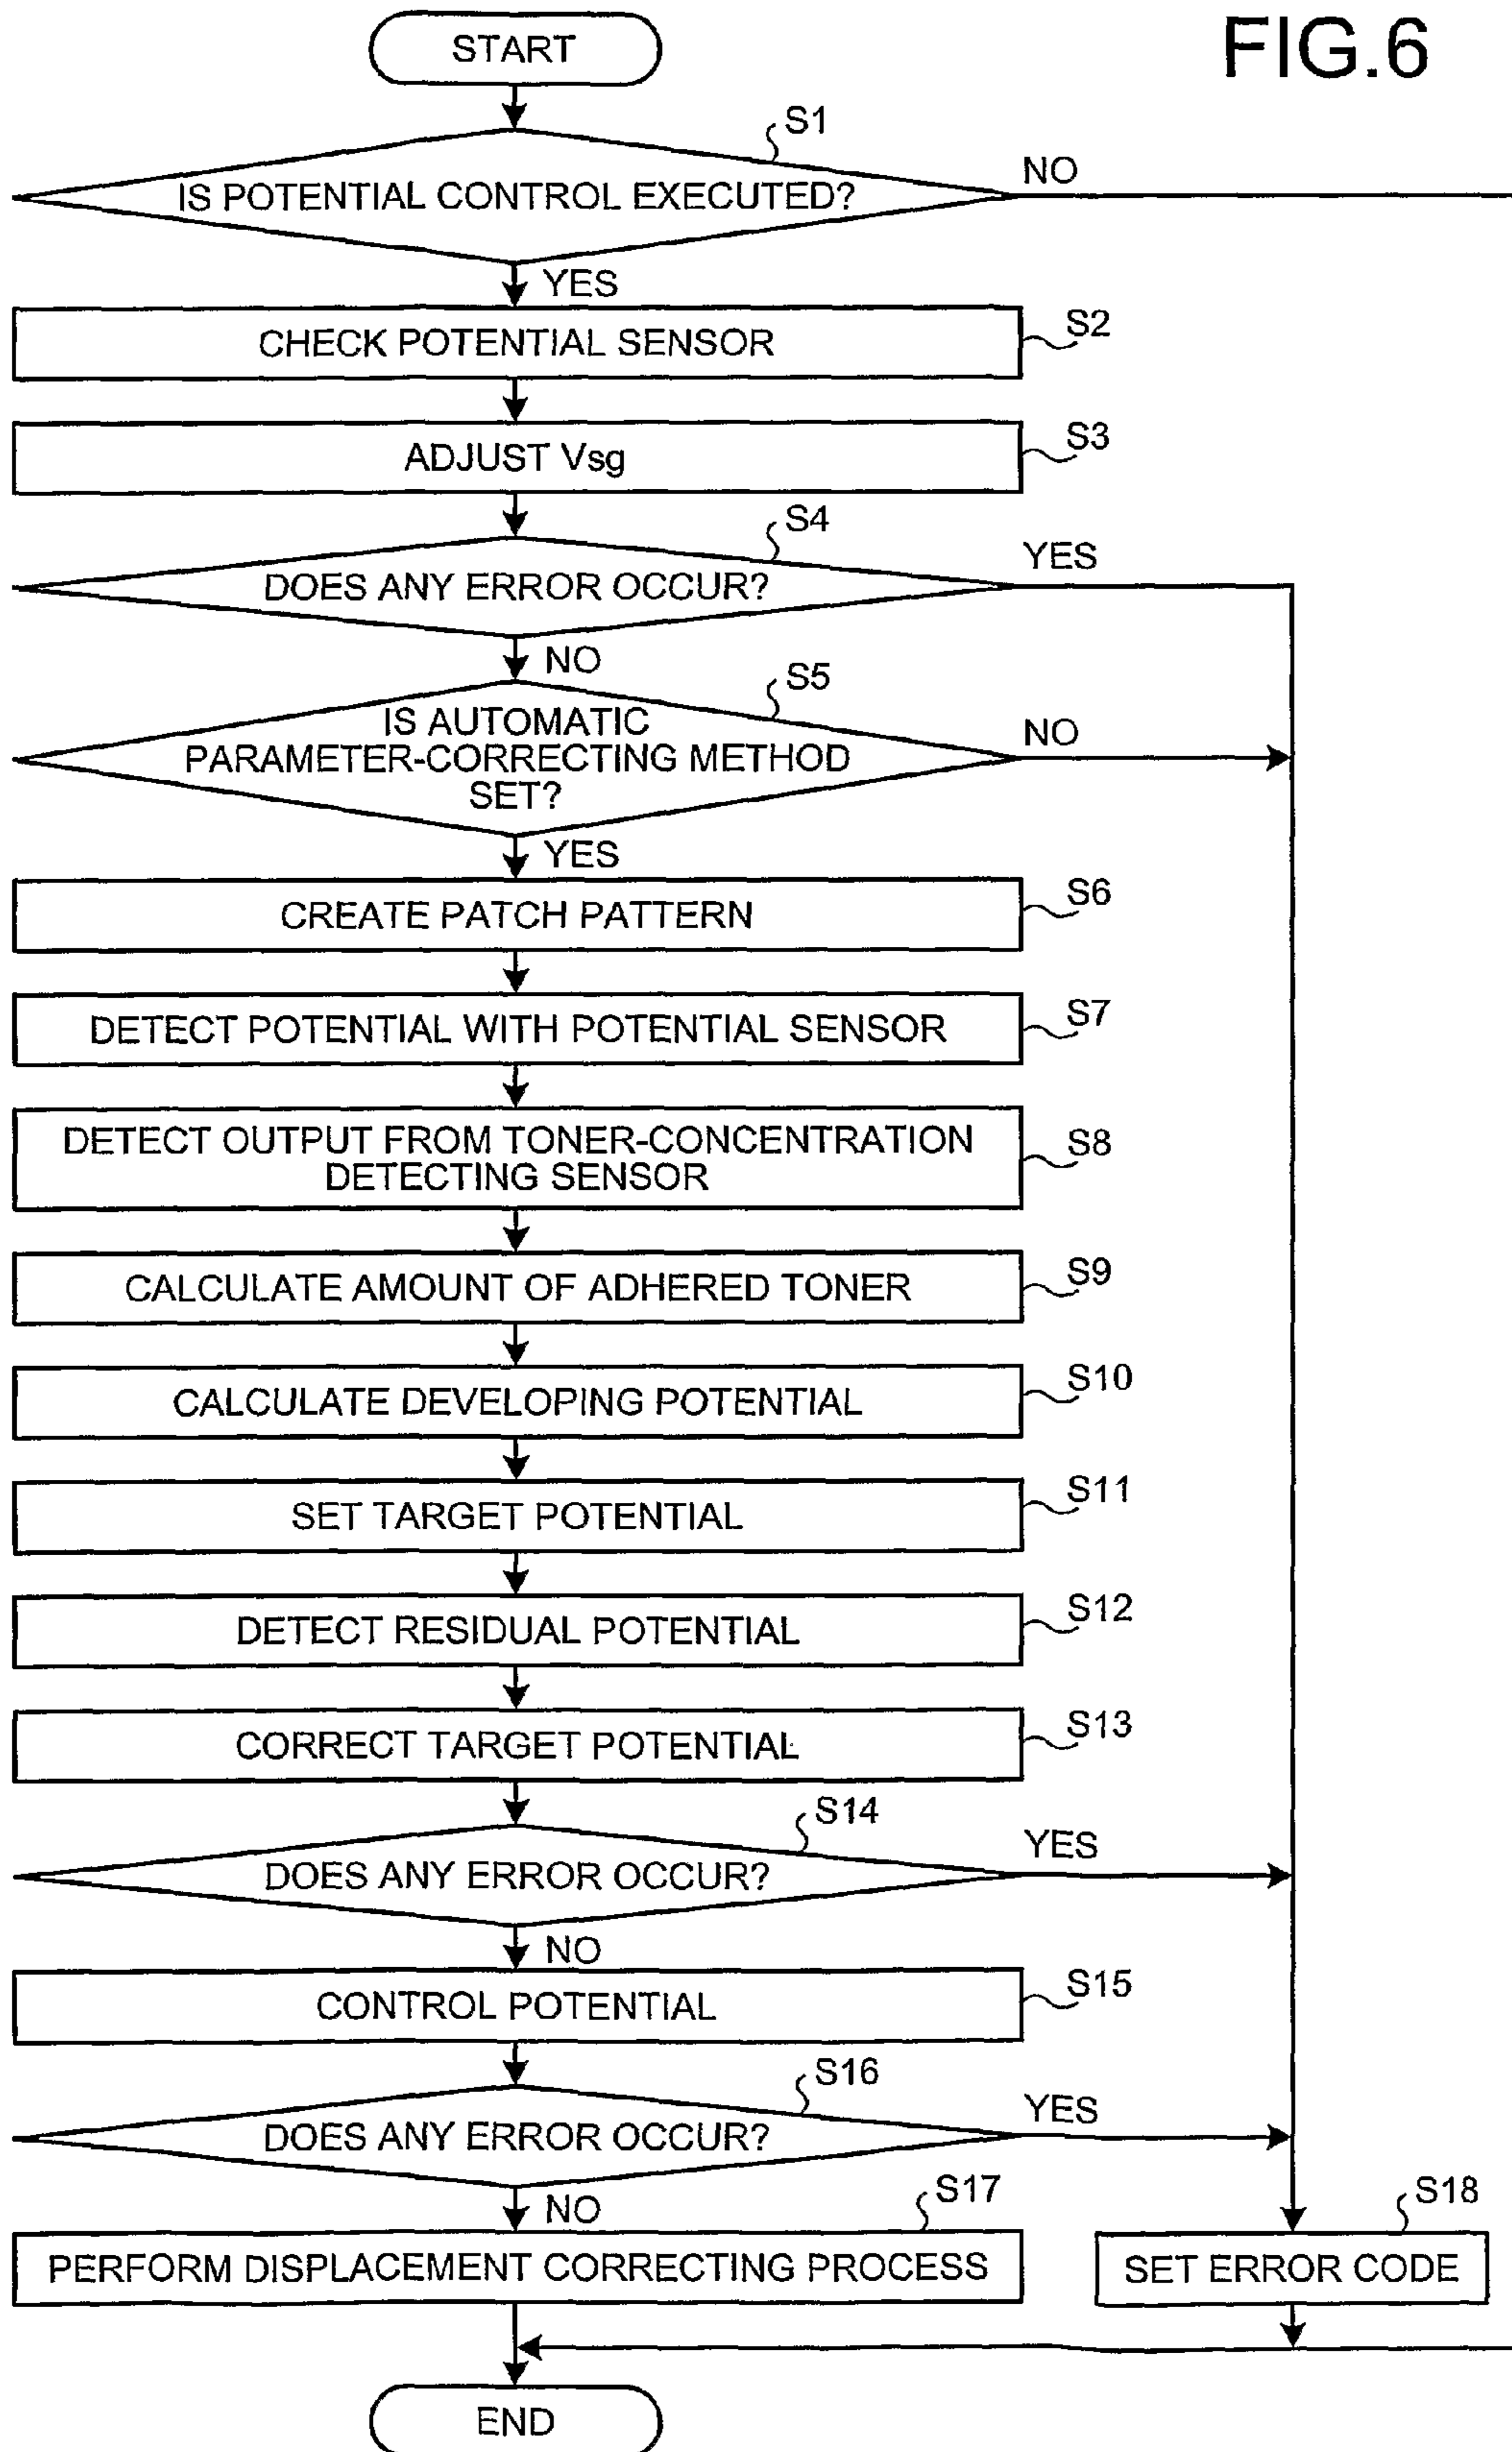 FIG.6
START
S1
IS POTENTIAL CONTROL EXECUTED?
NO
YES
CHECK POTENTIAL SENSOR
S2
ADJUST Vsg
S3
S4
DOES ANY ERROR OCCUR?
YES
NO
S5
IS AUTOMATIC
PARAMETER-CORRECTING METHOD
SET?
NO
YES
CREATE PATCH PATTERN
S6
DETECT POTENTIAL WITH POTENTIAL SENSOR
S7
DETECT OUTPUT FROM TONER-CONCENTRATION
DETECTING SENSOR
S8
CALCULATE AMOUNT OF ADHERED TONER
S9
CALCULATE DEVELOPING POTENTIAL
S10
SET TARGET POTENTIAL
S11
DETECT RESIDUAL POTENTIAL
S12
CORRECT TARGET POTENTIAL
S13
S14
DOES ANY ERROR OCCUR?
YES
NO
CONTROL POTENTIAL
S15
S16
DOES ANY ERROR OCCUR?
YES
NO
S17
PERFORM DISPLACEMENT CORRECTING PROCESS
S18
SET ERROR CODE
END